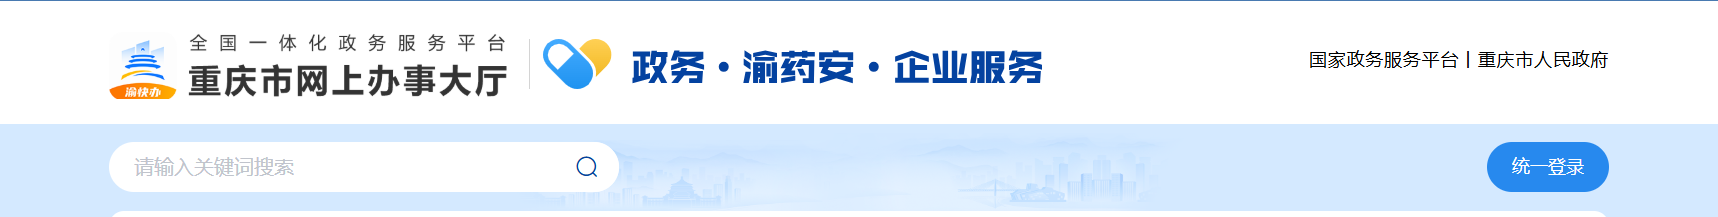 全国一体化政务服务平台
重庆市网上办事大厅
渝快办
政务·渝药安·企业服务
国家政务服务平台丨重庆市人民政府
请输入关键词搜索
统一登录